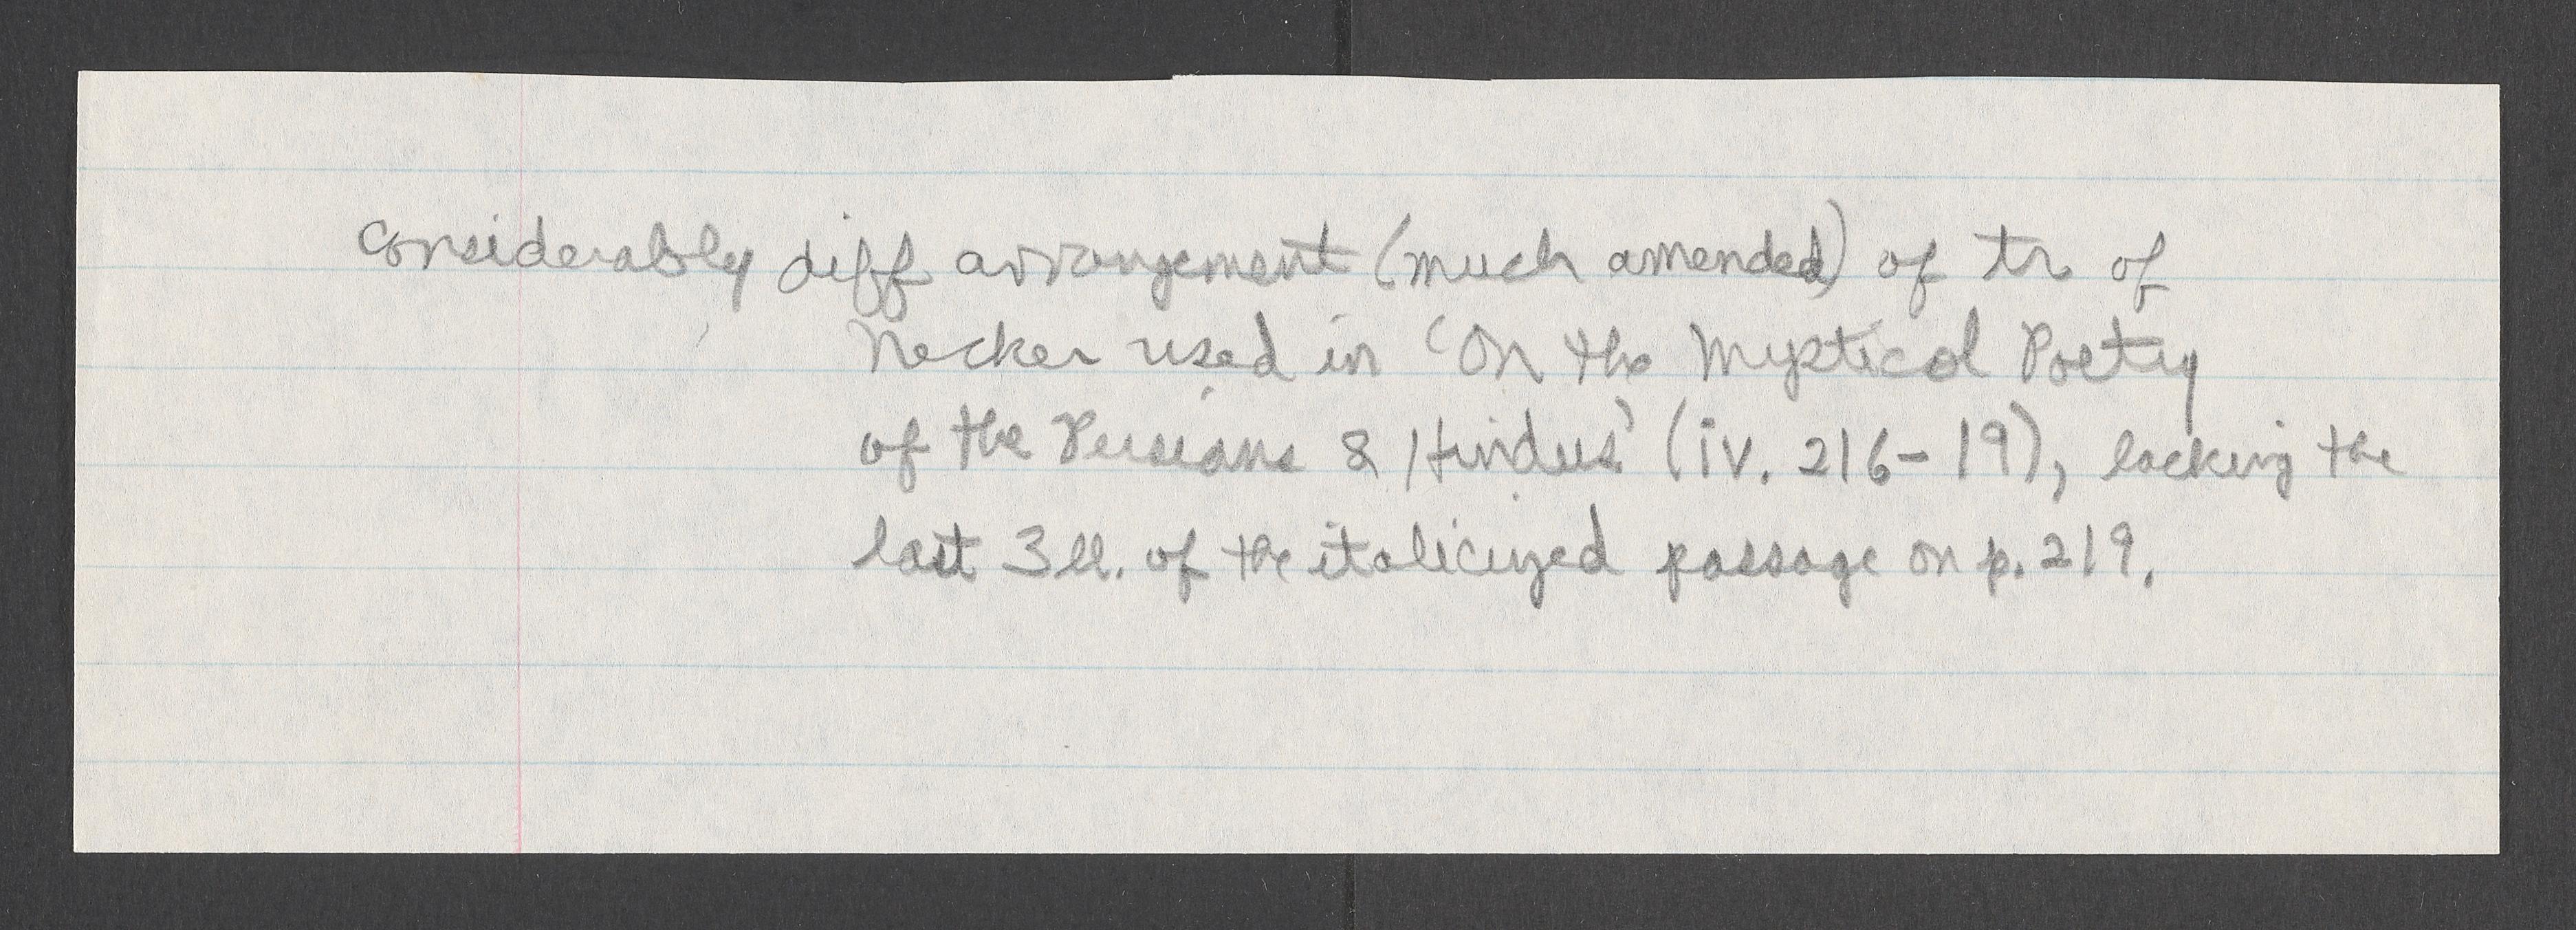 considerably diff arrangement (much amended) of tr of
Necker used in 'On the Mystical Poetry
of the Persians & Hindus' (iv. 216-19), lacking the
last 3 ll. of the italicized passage on p. 219.